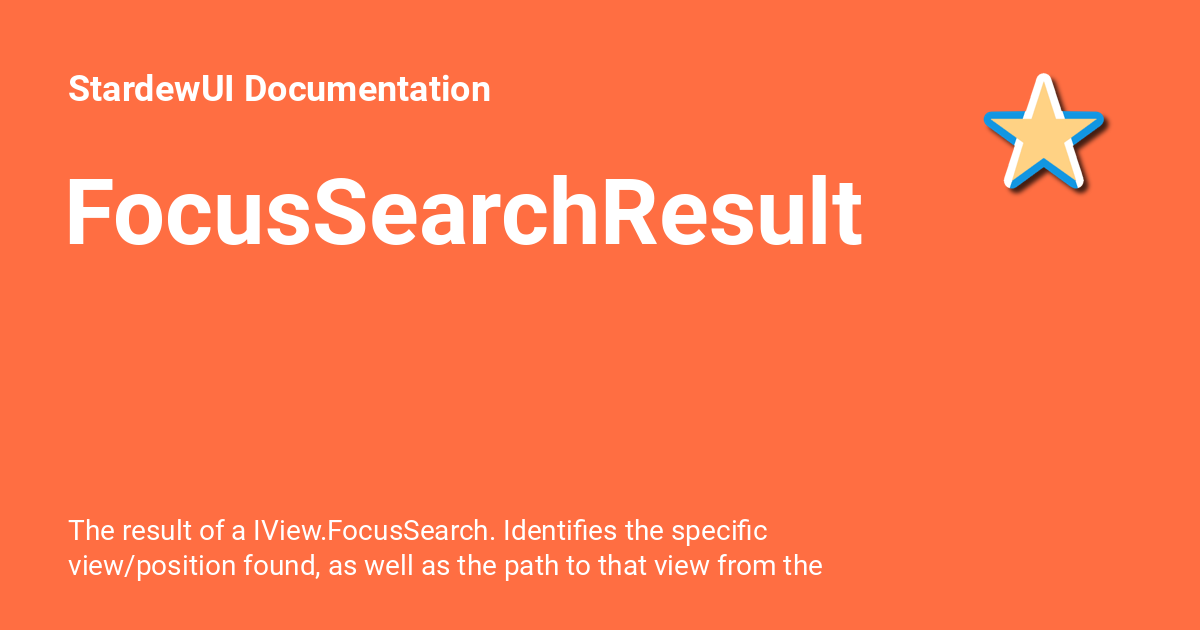 StardewUI Documentation
FocusSearchResult
The result of a IView.FocusSearch. Identifies the specific
view/position found, as well as the path to that view from the